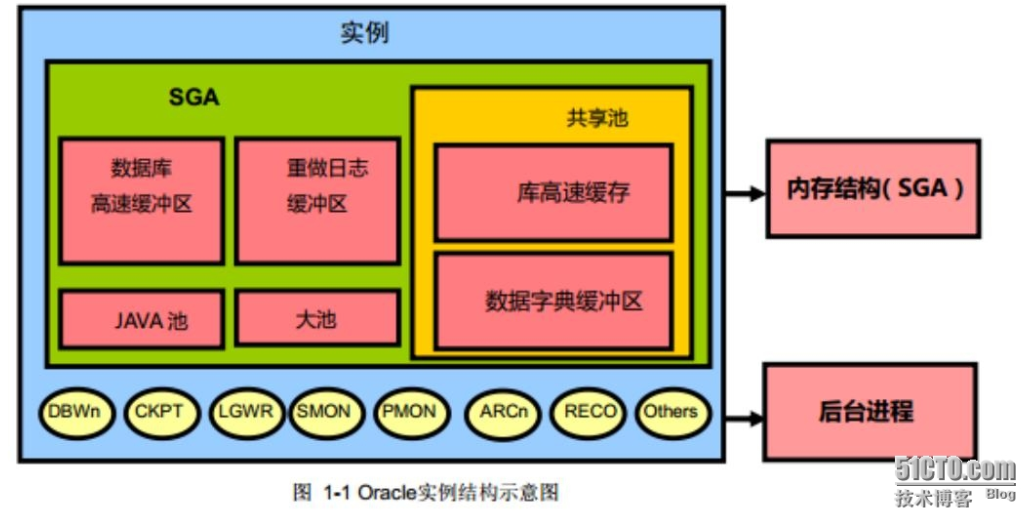 实例
SGA
共享池
数据库
高速缓冲区
重做日志
缓冲区
库高速缓存
数据字典缓冲区
JAVA 池
大池
内存结构( SGA )
DBWn
CKPT
LGWR
SMON
PMON
ARCn
RECO
Others
后台进程
图 1-1 Oracle实例结构示意图
51CTO.com
技术博客 Blog